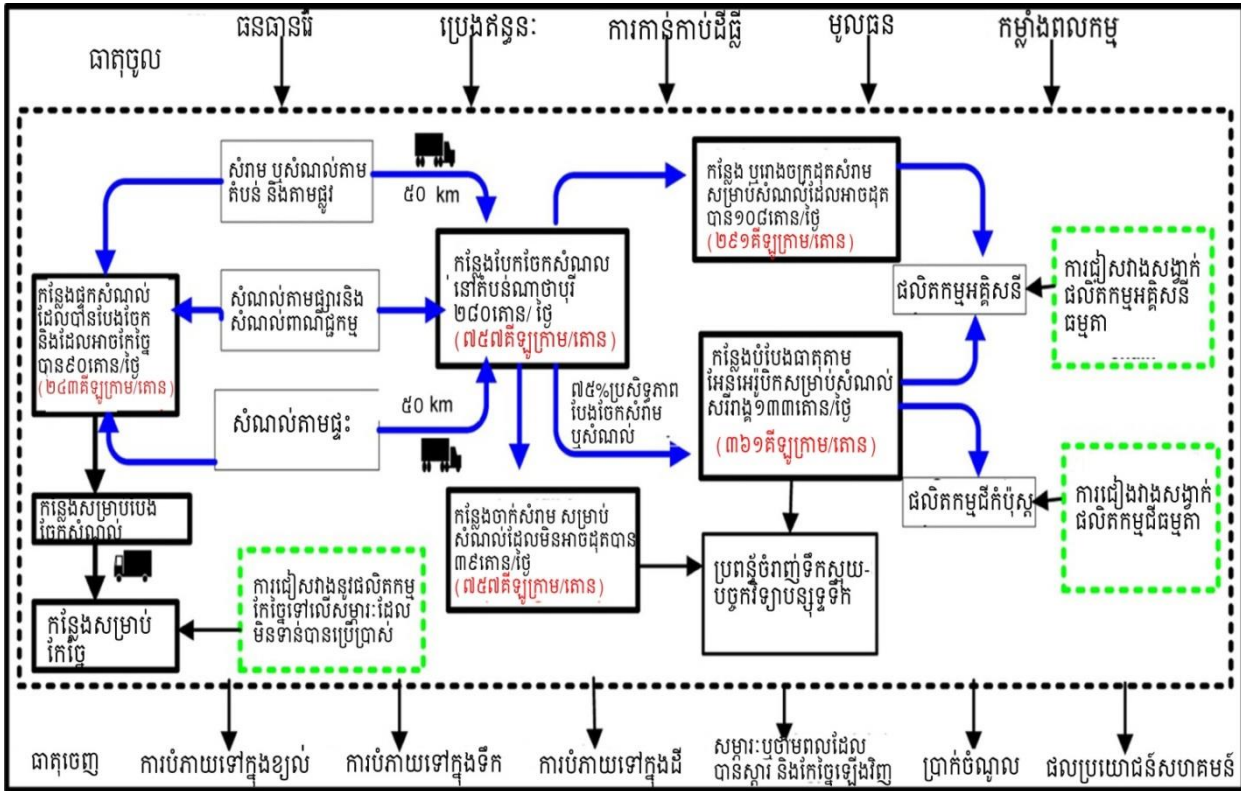 ធនធានរ៉ែ
ប្រេងឥន្ធនៈ
ការកាន់កាប់ដីធ្លី
មូលធន
កម្លាំងពលកម្ម
ធាតុចូល
សំរាម ឬសំណល់តាម
តំបន់ និងតាមផ្លូវ
៥០ km
កន្លែង ឬរោងចក្រដុតសំរាម
សម្រាប់សំណល់ដែលអាចដុត
បាន១០៨តោន/ថ្ងៃ
(២៩១គីឡូក្រាម/តោន)
កន្លែងបែកចែកសំណល
នៅតំបន់ណាថាបុរី
២៨០តោន/ ថ្ងៃ
(៧៥៧គីឡូក្រាម/តោន)
ផលិតកម្មអគ្គិសនី
ការជ្ញៀសវាងសង្វាក់
ផលិតកម្មអគ្គិសនី
ធម្មតា
កន្លែងផ្ទុកសំណល់
ដែលបានបែងចែក
និងដែលអាចកែច្នៃ
បាន៩០តាន/ថ្ងៃ
(២៤៣គីឡូក្រាម/តោន)
សំណល់តាមផ្សារនិង
សំណល់ពាណិជ្ជកម្ម
កន្លែងបំបែងធាតុតាម
អែនអេរ៉ូបិកសម្រាប់សំណល់
សរីរាង្គ១៣៣តោន/ថ្ងៃ
(៣៦១គីឡូក្រាម/តោន)
៧៥%ប្រសិទ្ធភាព
បែងចែកសំរាម
ឬសំណល់
សំណល់តាមផ្ទះ
៥០ km
ផលិតកម្មជីកំប៉ុស្ត
ការជៀងវាងសង្វាក់
ផលិតកម្មជីធម្មតា
កន្លែងសម្រាបបែង
ចែកសំណល់
កន្លែងចាក់សំរាម សម្រាប់
សំណល់ដែលមិនអាចដុតបាន
៣៩តោន/ថ្ងៃ
(៧៥៧គីឡូក្រាម/តោន)
ប្រពន្ធ័ចំរាញ់ទឹកស្អុយ-
បច្ចកវិទ្យាបន្សុទ្ធទឹក
ការជៀសវាងនូវផលិតកម្ម
កែច្នៃទៅលើសម្ភារៈដែល
មិនទាន់បានប្រើប្រាស់
កន្លែងសម្រាប់
កែច្នៃ
ធាតុចេញ
ការបំភាយទៅក្នុងខ្យល់
ការបំភាយទៅក្នុងទឹក
ការបំភាយទៅក្នុងដី
សម្ភារៈឬថាមពលដែល
បានស្តារ និងកែច្នៃឡើងវិញ
ប្រាក់ចំណូល
ផលប្រយោជន៍សហគមន៍